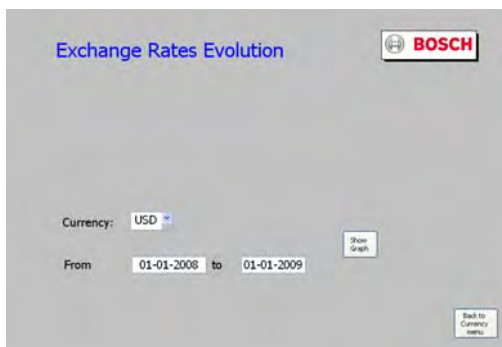 Exchange Rates Evolution
BOSCH
Currency: USD
Show
Graph
From 01-01-2008 to 01-01-2009
Back to
Currency
menu